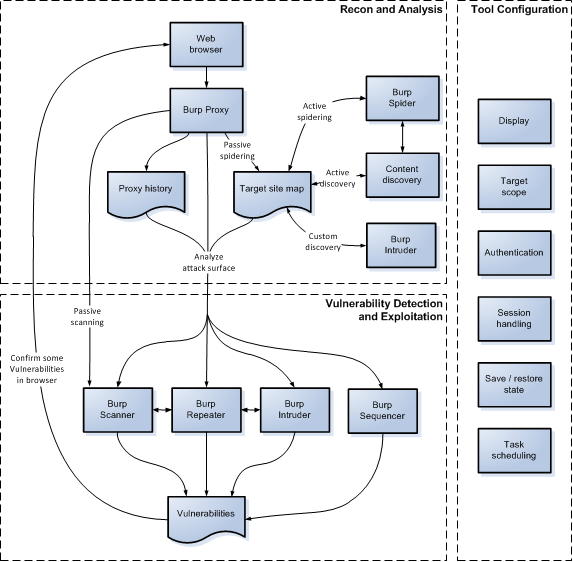 Recon and Analysis
Tool Configuration
Web
browser
Burp Proxy
Burp
Spider
Active
spidering
Passive
spidering
Proxy history
Target site map
Active
discovery
Content
discovery
Custom
discovery
Burp
Intruder
Analyze
attack surface
Vulnerability Detection
and Exploitation
Passive
scanning
Confirm some
Vulnerabilities
in browser
Burp
Scanner
Burp
Repeater
Burp
Intruder
Burp
Sequencer
Vulnerabilities
Display
Target
scope
Authentication
Session
handling
Save / restore
state
Task
scheduling